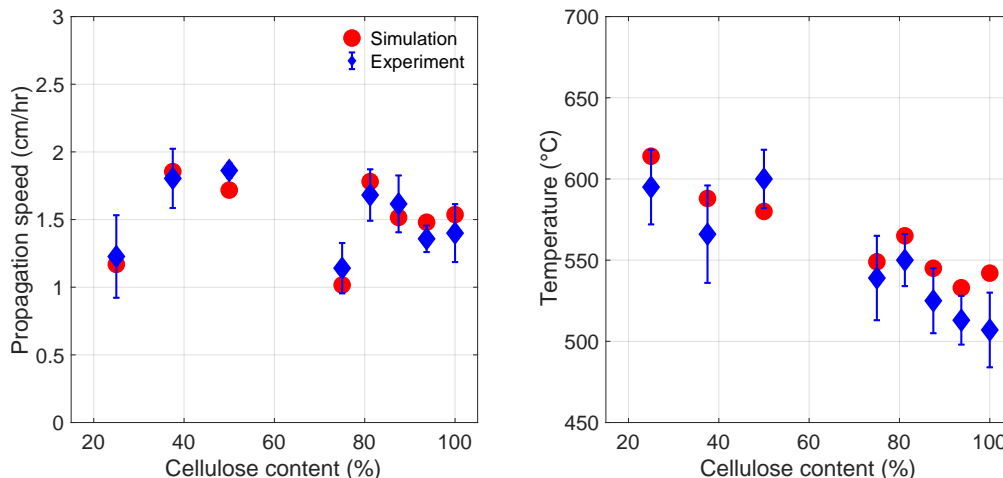 3
2.5
2
1.5
1
0.5
0
Propagation speed (cm/hr)
Simulation
Experiment
20 40 60 80 100
Cellulose content (%)
700
650
600
550
500
450
Temperature (°C)
20 40 60 80 100
Cellulose content (%)